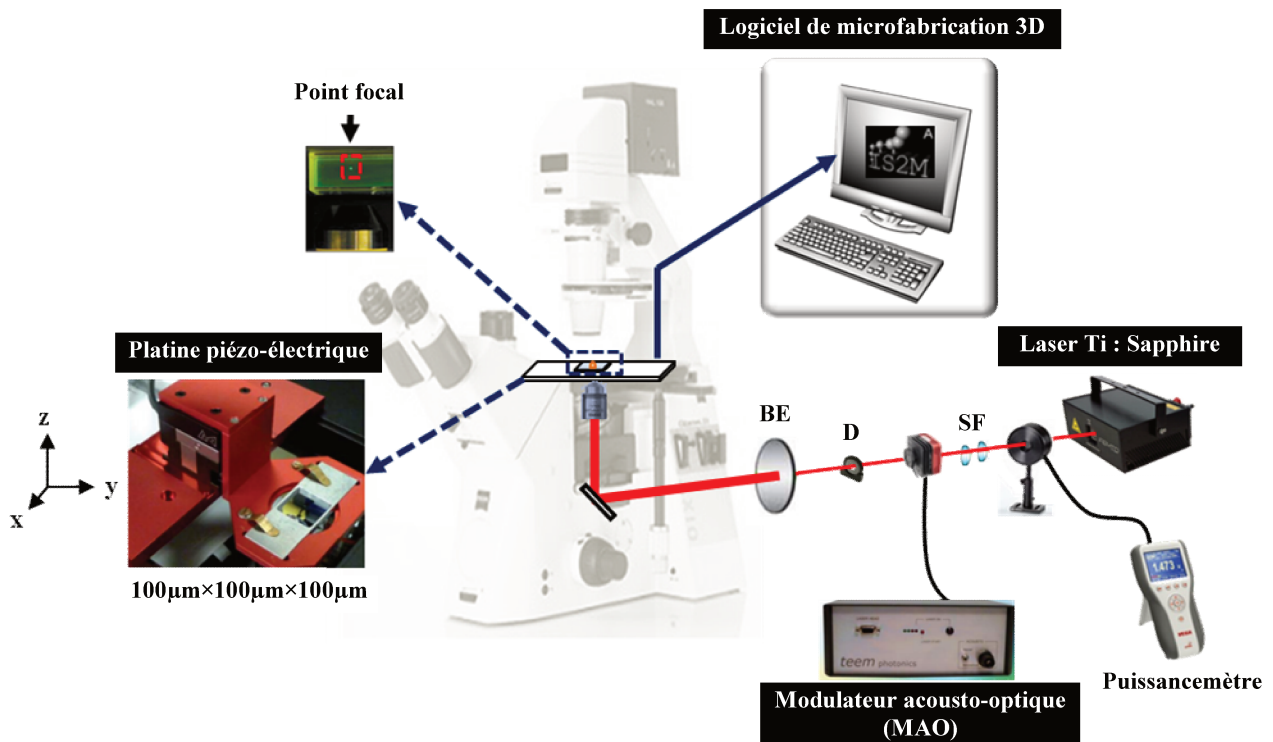 Logiciel de microfabrication 3D
Point focal
A
IS2M
Platine piézo-électrique
Laser Ti : Sapphire
BE
D
SF
z
y
x
100µm×100µm×100µm
1.473
teem photonics
Modulateur acousto-optique
(MAO)
Puissancemètre